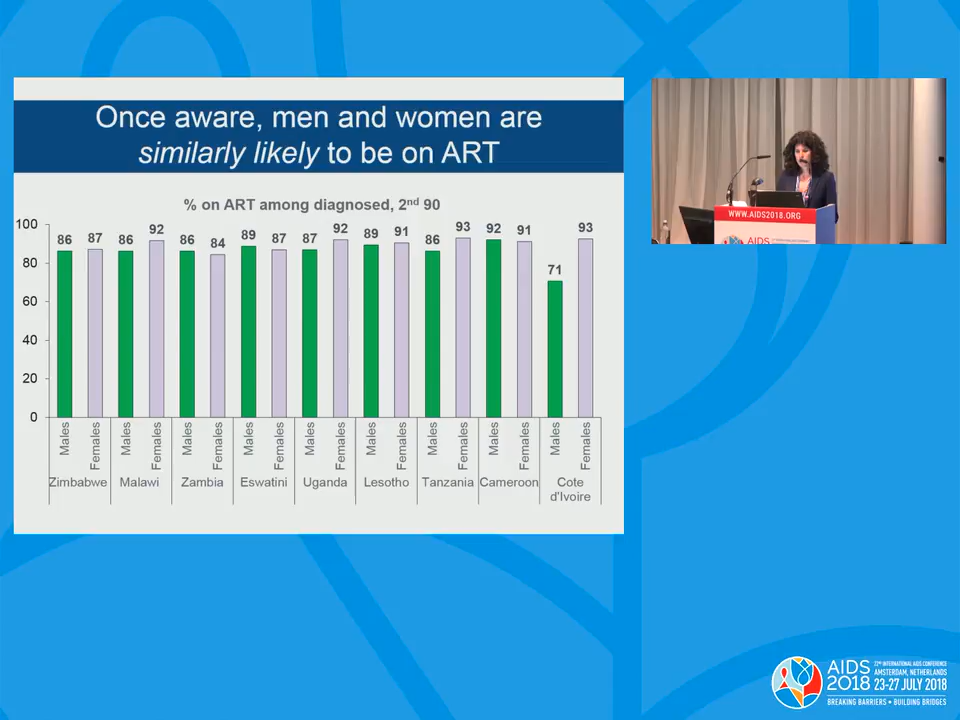 Once aware, men and women are
similarly likely to be on ART
% on ART among diagnosed, 2nd 90
100
80
60
40
20
0
86 87 86 92 86 84 89 87 87 92 89 91 86 93 92 91 71 93
Males Females Males Females Males Females Males Females Males Females Males Females Males Females Males Females Males Females
Zimbabwe Malawi Zambia Eswatini Uganda Lesotho Tanzania Cameroon Cote
d'Ivoire
WWW.AIDS2018.ORG
AIDS
AIDS
2018
22ND INTERNATIONAL AIDS CONFERENCE
AMSTERDAM, NETHERLANDS
23-27 JULY 2018
BREAKING BARRIERS • BUILDING BRIDGES